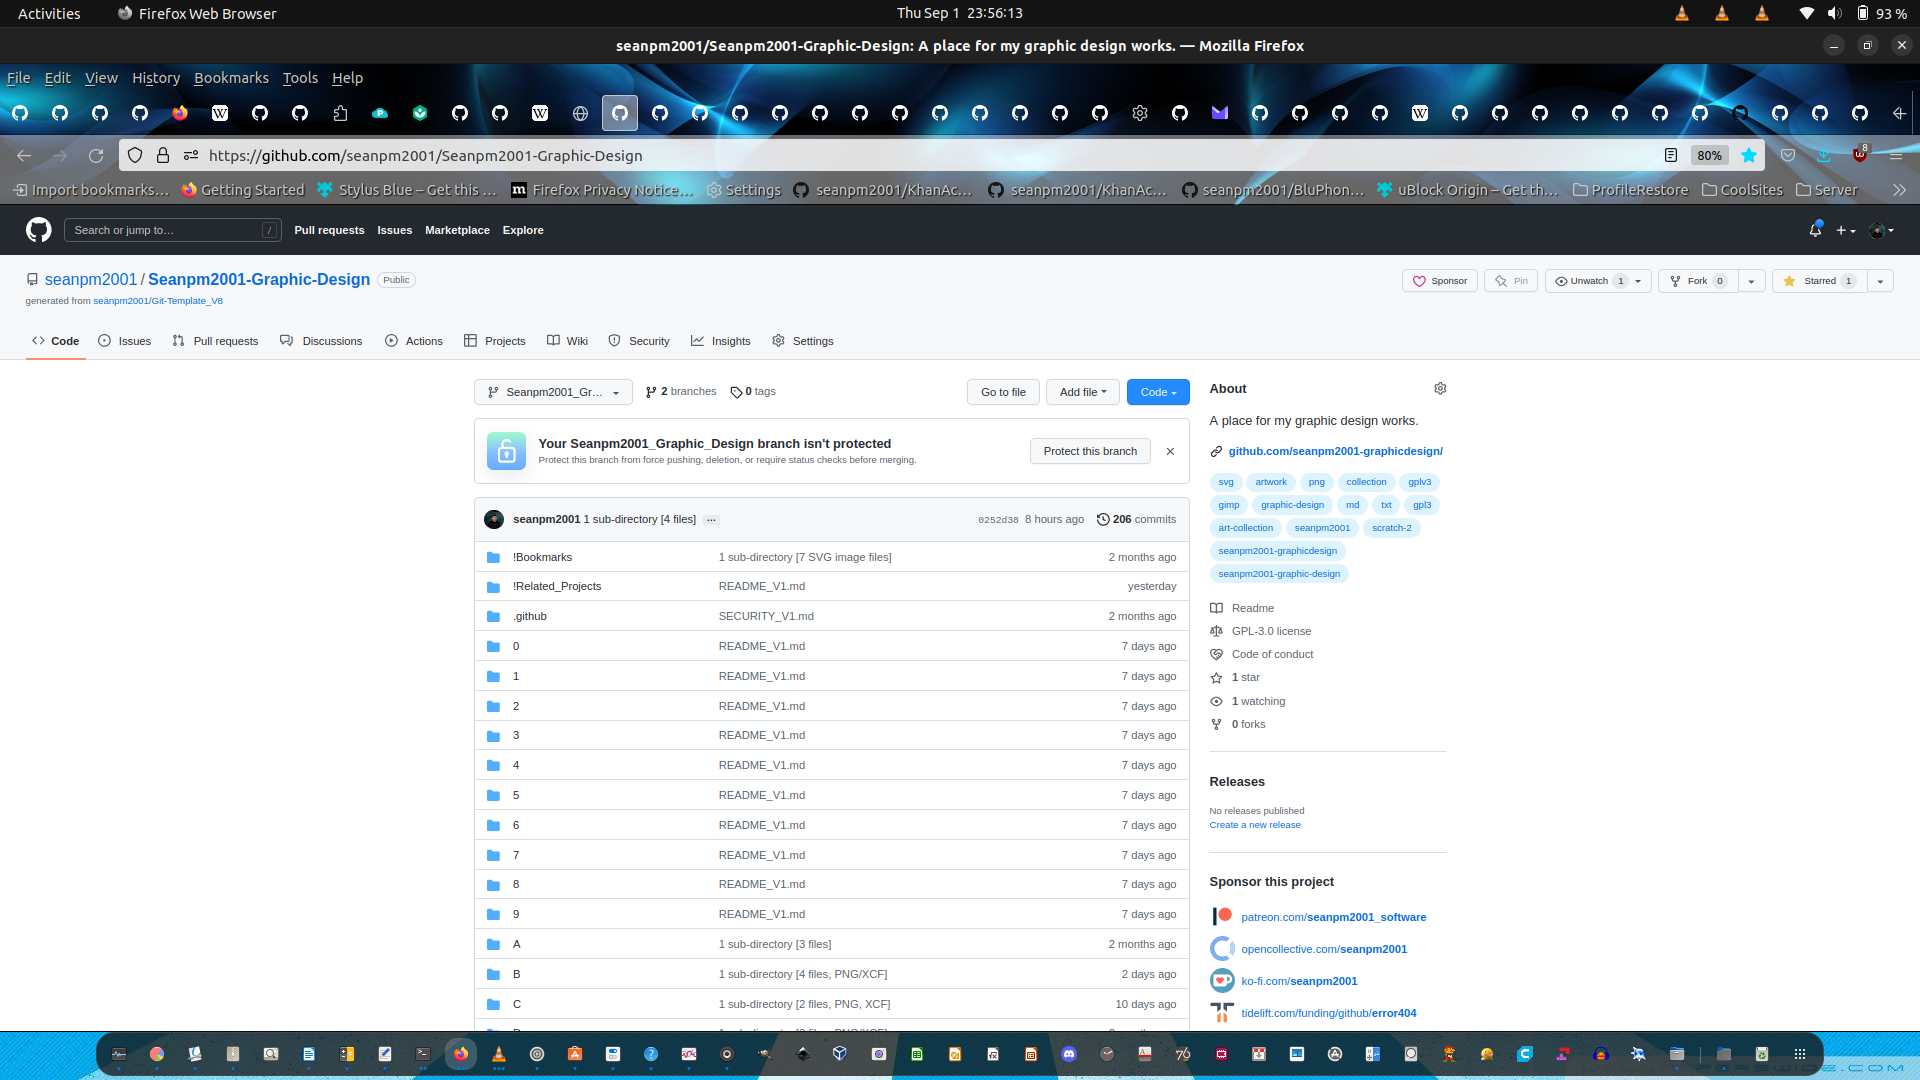 Activities Firefox Web Browser Thu Sep 1 23:56:13 93 %
seanpm2001/Seanpm2001-Graphic-Design: A place for my graphic design works. — Mozilla Firefox
File Edit View History Bookmarks Tools Help
https://github.com/seanpm2001/Seanpm2001-Graphic-Design 80% 8
Import bookmarks… Getting Started Stylus Blue – Get this … Firefox Privacy Notice… Settings seanpm2001/KhanAc… seanpm2001/KhanAc… seanpm2001/BluPhon… uBlock Origin – Get th… ProfileRestore CoolSites Server
Search or jump to… / Pull requests Issues Marketplace Explore
seanpm2001 / Seanpm2001-Graphic-Design Public Sponsor Pin Unwatch 1 Fork 0 Starred 1
generated from seanpm2001/Git-Template_V8
Code Issues Pull requests Discussions Actions Projects Wiki Security Insights Settings
Seanpm2001_Gr… 2 branches 0 tags Go to file Add file Code
Your Seanpm2001_Graphic_Design branch isn't protected
Protect this branch from force pushing, deletion, or require status checks before merging.
Protect this branch
seanpm2001 1 sub-directory [4 files] … 0252d38 8 hours ago 206 commits
!Bookmarks 1 sub-directory [7 SVG image files] 2 months ago
!Related_Projects README_V1.md yesterday
.github SECURITY_V1.md 2 months ago
0 README_V1.md 7 days ago
1 README_V1.md 7 days ago
2 README_V1.md 7 days ago
3 README_V1.md 7 days ago
4 README_V1.md 7 days ago
5 README_V1.md 7 days ago
6 README_V1.md 7 days ago
7 README_V1.md 7 days ago
8 README_V1.md 7 days ago
9 README_V1.md 7 days ago
A 1 sub-directory [3 files] 2 months ago
B 1 sub-directory [4 files, PNG/XCF] 2 days ago
C 1 sub-directory [2 files, PNG, XCF] 10 days ago
About
A place for my graphic design works.
github.com/seanpm2001-graphicdesign/
svg artwork png collection gplv3
gimp graphic-design md txt gpl3
art-collection seanpm2001 scratch-2
seanpm2001-graphicdesign
seanpm2001-graphic-design
Readme
GPL-3.0 license
Code of conduct
1 star
1 watching
0 forks
Releases
No releases published
Create a new release
Sponsor this project
patreon.com/seanpm2001_software
opencollective.com/seanpm2001
ko-fi.com/seanpm2001
tidelift.com/funding/github/error404